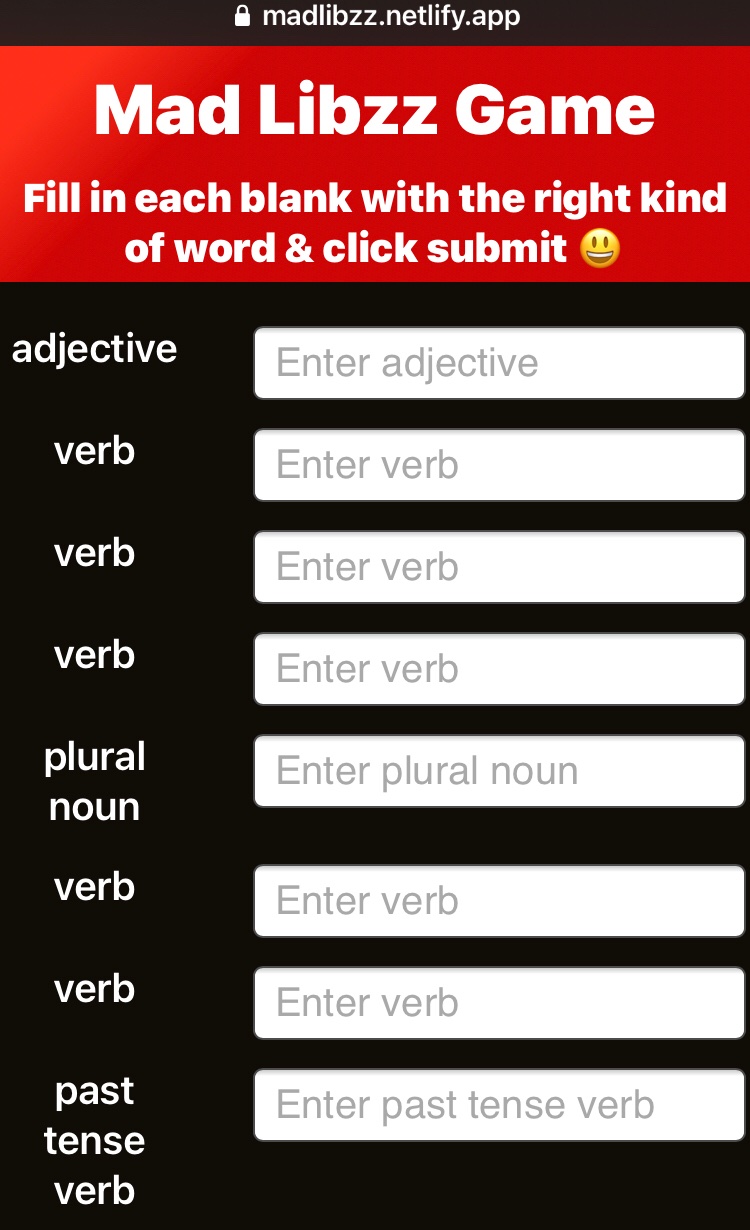 madlibzz.netlify.app
Mad Libzz Game
Fill in each blank with the right kind
of word & click submit 😃
adjective
Enter adjective
verb
Enter verb
verb
Enter verb
verb
Enter verb
plural
noun
Enter plural noun
verb
Enter verb
verb
Enter verb
past
tense
verb
Enter past tense verb